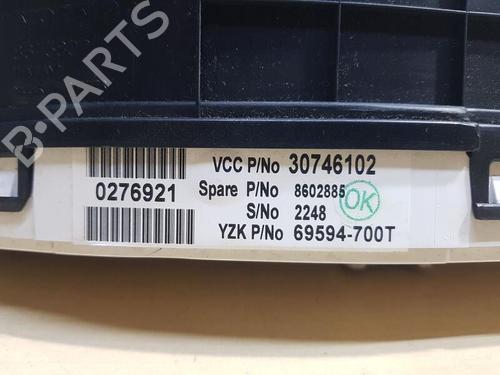 B-PARTS
VCC P/No 30746102
0276921
Spare P/No 8602885
OK
S/No 2248
YZK P/No 69594-700T